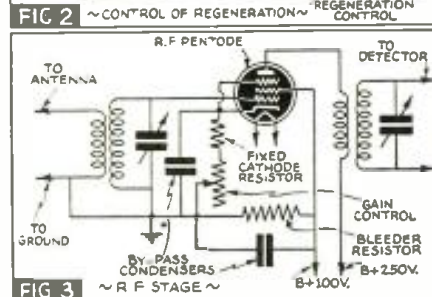 REGENERATION
FIG 2 ~CONTROL OF REGENERATION~ CONTROL
R.F PENTODE
TO
ANTENNA
TO
DETECTOR
FIXED
CATHODE
RESISTOR
GAIN
CONTROL
TO
GROUND
BLEEDER
RESISTOR
BY-PASS
CONDENSERS
B+100V.
B+250V.
FIG 3 ~R F STAGE~